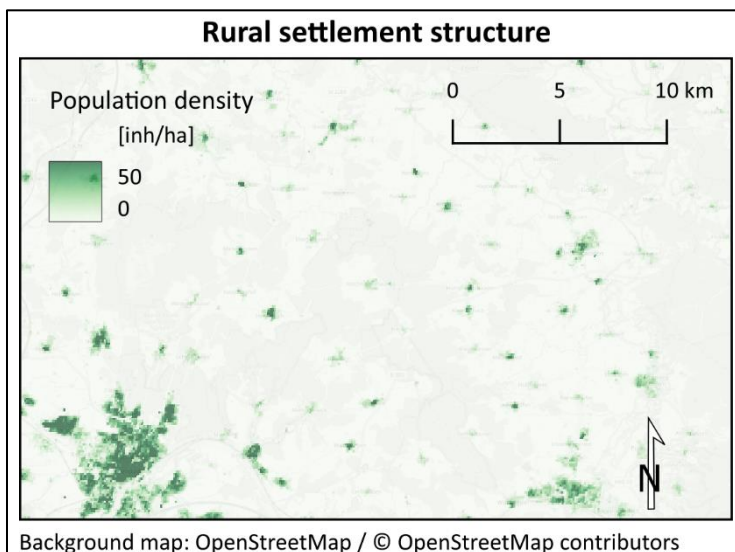 Rural settlement structure
Population density
[inh/ha]
50
0
0 5 10 km
N
Background map: OpenStreetMap / © OpenStreetMap contributors